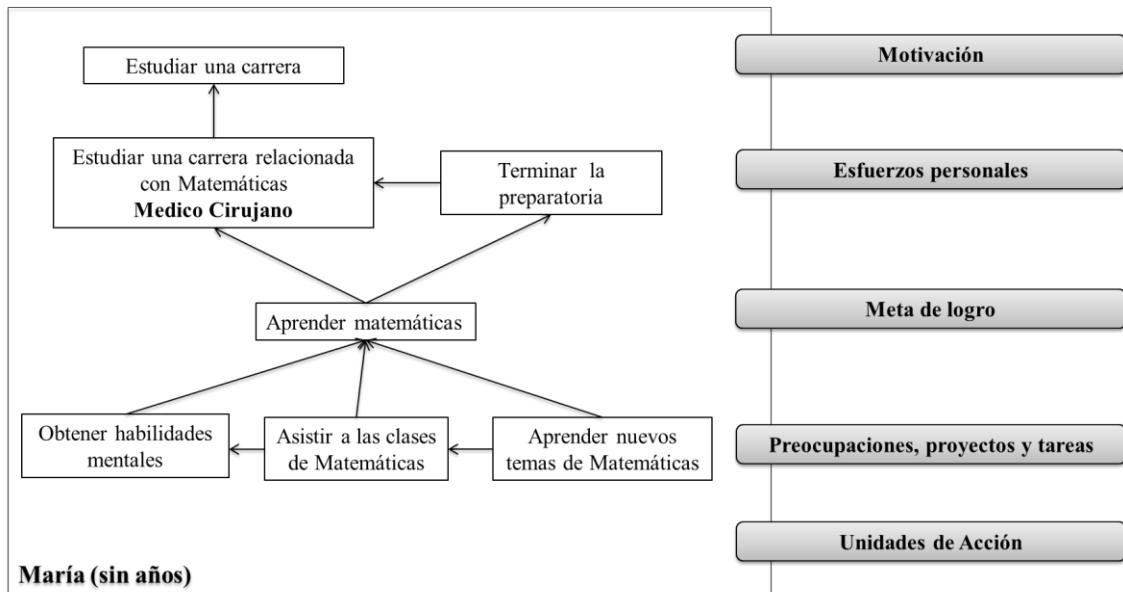 Estudiar una carrera
Motivación
Estudiar una carrera relacionada
con Matemáticas
Medico Cirujano
Terminar la
preparatoria
Esfuerzos personales
Aprender matemáticas
Meta de logro
Obtener habilidades
mentales
Asistir a las clases
de Matemáticas
Aprender nuevos
temas de Matemáticas
Preocupaciones, proyectos y tareas
Unidades de Acción
María (sin años)